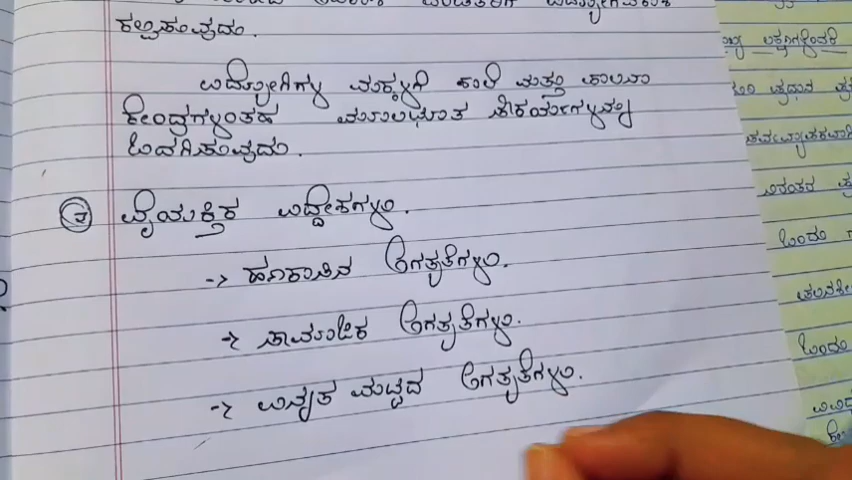 ಕಲ್ಪಿಸುವುದು.
ಉದ್ಯೋಗಿಗಳ ಮಕ್ಕಳಿಗೆ ಶಾಲೆ ಮತ್ತು ಪಾಲನಾ
ಕೇಂದ್ರಗಳಂತಹ ಮೂಲಭೂತ ಸೌಕರ್ಯಗಳನ್ನು
ಒದಗಿಸುವುದು.
೨ ವೈಯಕ್ತಿಕ ಉದ್ದೇಶಗಳು.
-> ಹಣಕಾಸಿನ ಅಗತ್ಯತೆಗಳು.
-> ಸಾಮಾಜಿಕ ಅಗತ್ಯತೆಗಳು.
-> ಉನ್ನತ ಮಟ್ಟದ ಅಗತ್ಯತೆಗಳು.
ಒಂದು
ಒಂದು